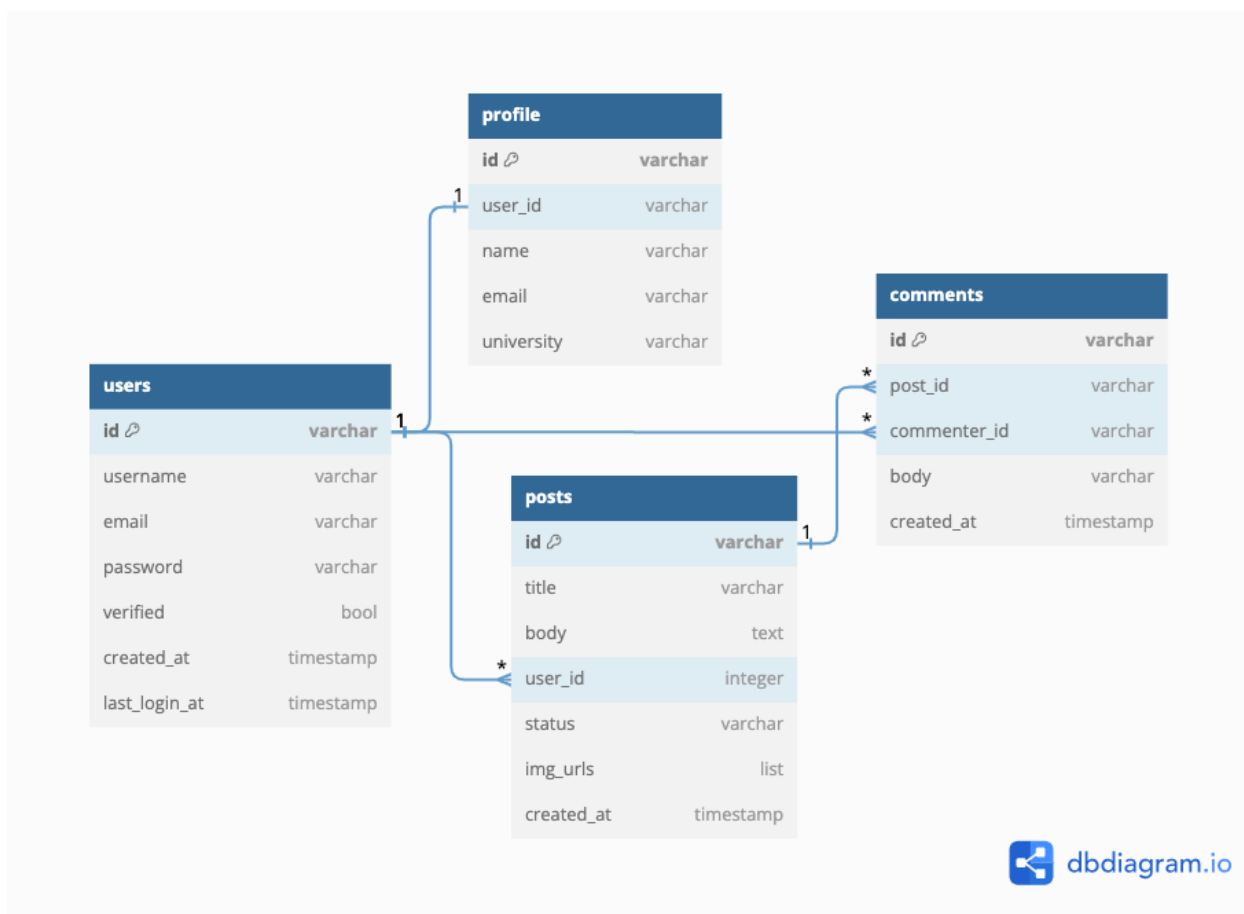 profile
id varchar
1
user_id varchar
name varchar
email varchar
university varchar
comments
id varchar
*
post_id varchar
*
commenter_id varchar
body varchar
created_at timestamp
users
id varchar
1
username varchar
email varchar
password varchar
verified bool
created_at timestamp
last_login_at timestamp
posts
id varchar
1
title varchar
body text
*
user_id integer
status varchar
img_urls list
created_at timestamp
dbdiagram.io